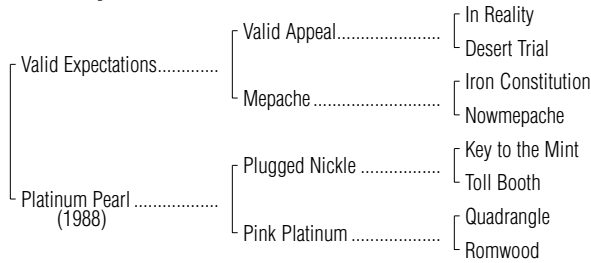 In Reality
Valid Appeal..................
Desert Trial
Valid Expectations.............
Iron Constitution
Mepache ......................
Nowmepache
Key to the Mint
Plugged Nickle ..............
Toll Booth
Platinum Pearl ................
(1988)
Quadrangle
Pink Platinum ................
Romwood